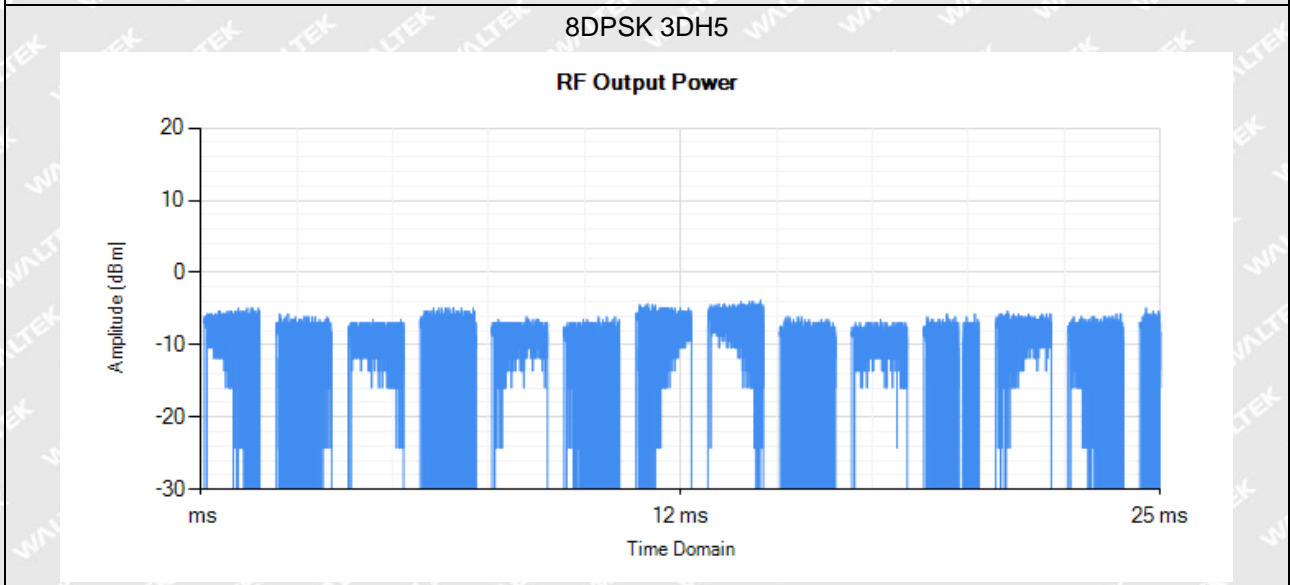 8DPSK 3DH5
RF Output Power
20
10
0
-10
-20
-30
Amplitude [dBm]
ms
12 ms
25 ms
Time Domain
WALTEK